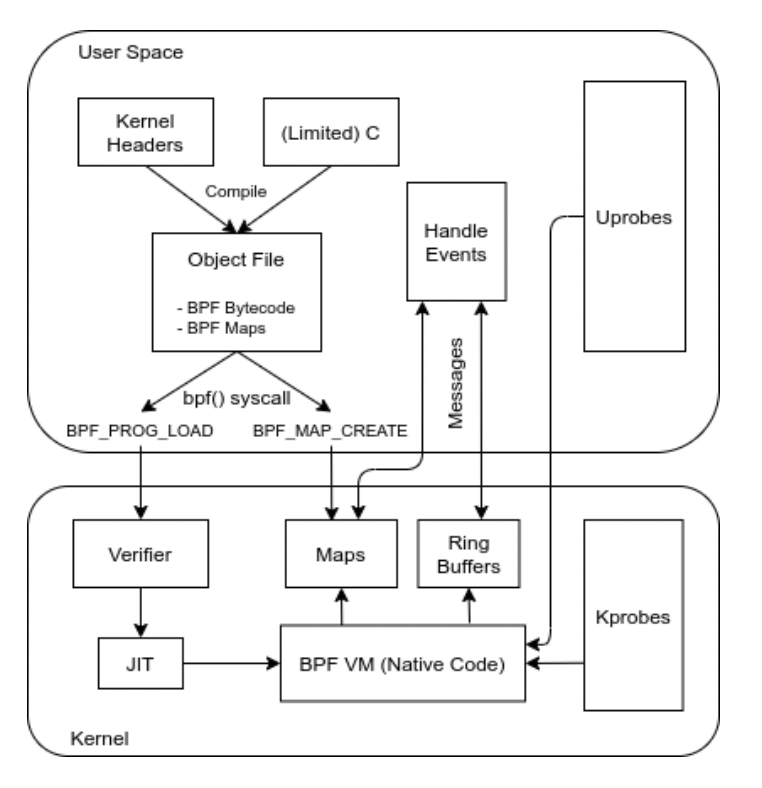 User Space
Kernel
Headers
(Limited) C
Compile
Object File
- BPF Bytecode
- BPF Maps
Handle
Events
Uprobes
bpf() syscall
Messages
BPF_PROG_LOAD
BPF_MAP_CREATE
Verifier
Maps
Ring
Buffers
Kprobes
JIT
BPF VM (Native Code)
Kernel